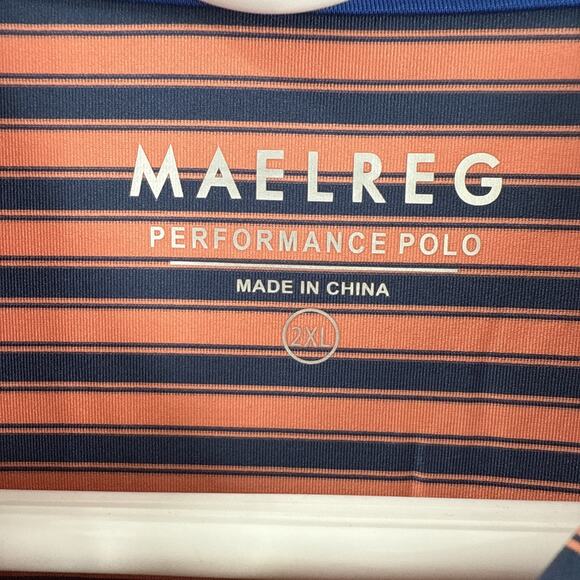 MAELREG
PERFORMANCE POLO
MADE IN CHINA
2XL